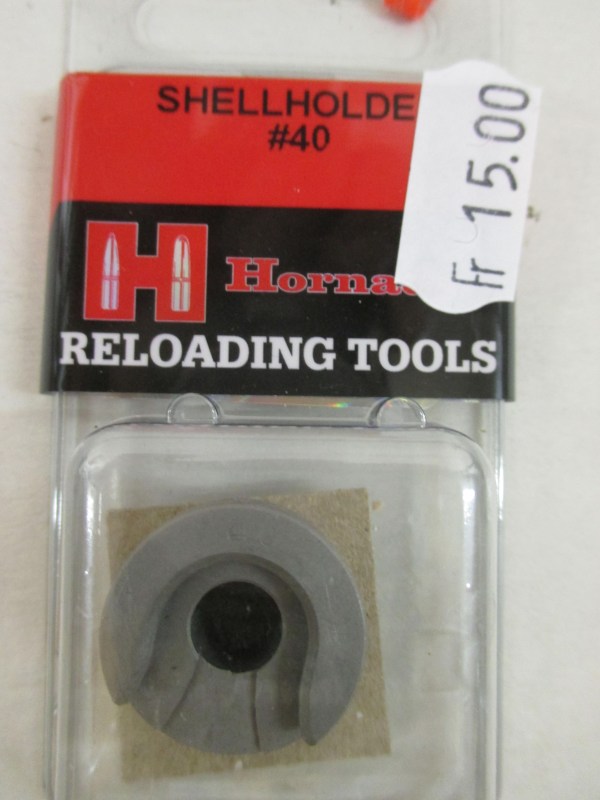 SHELLHOLDE
#40
Fr 15.00
H
Horna
RELOADING TOOLS